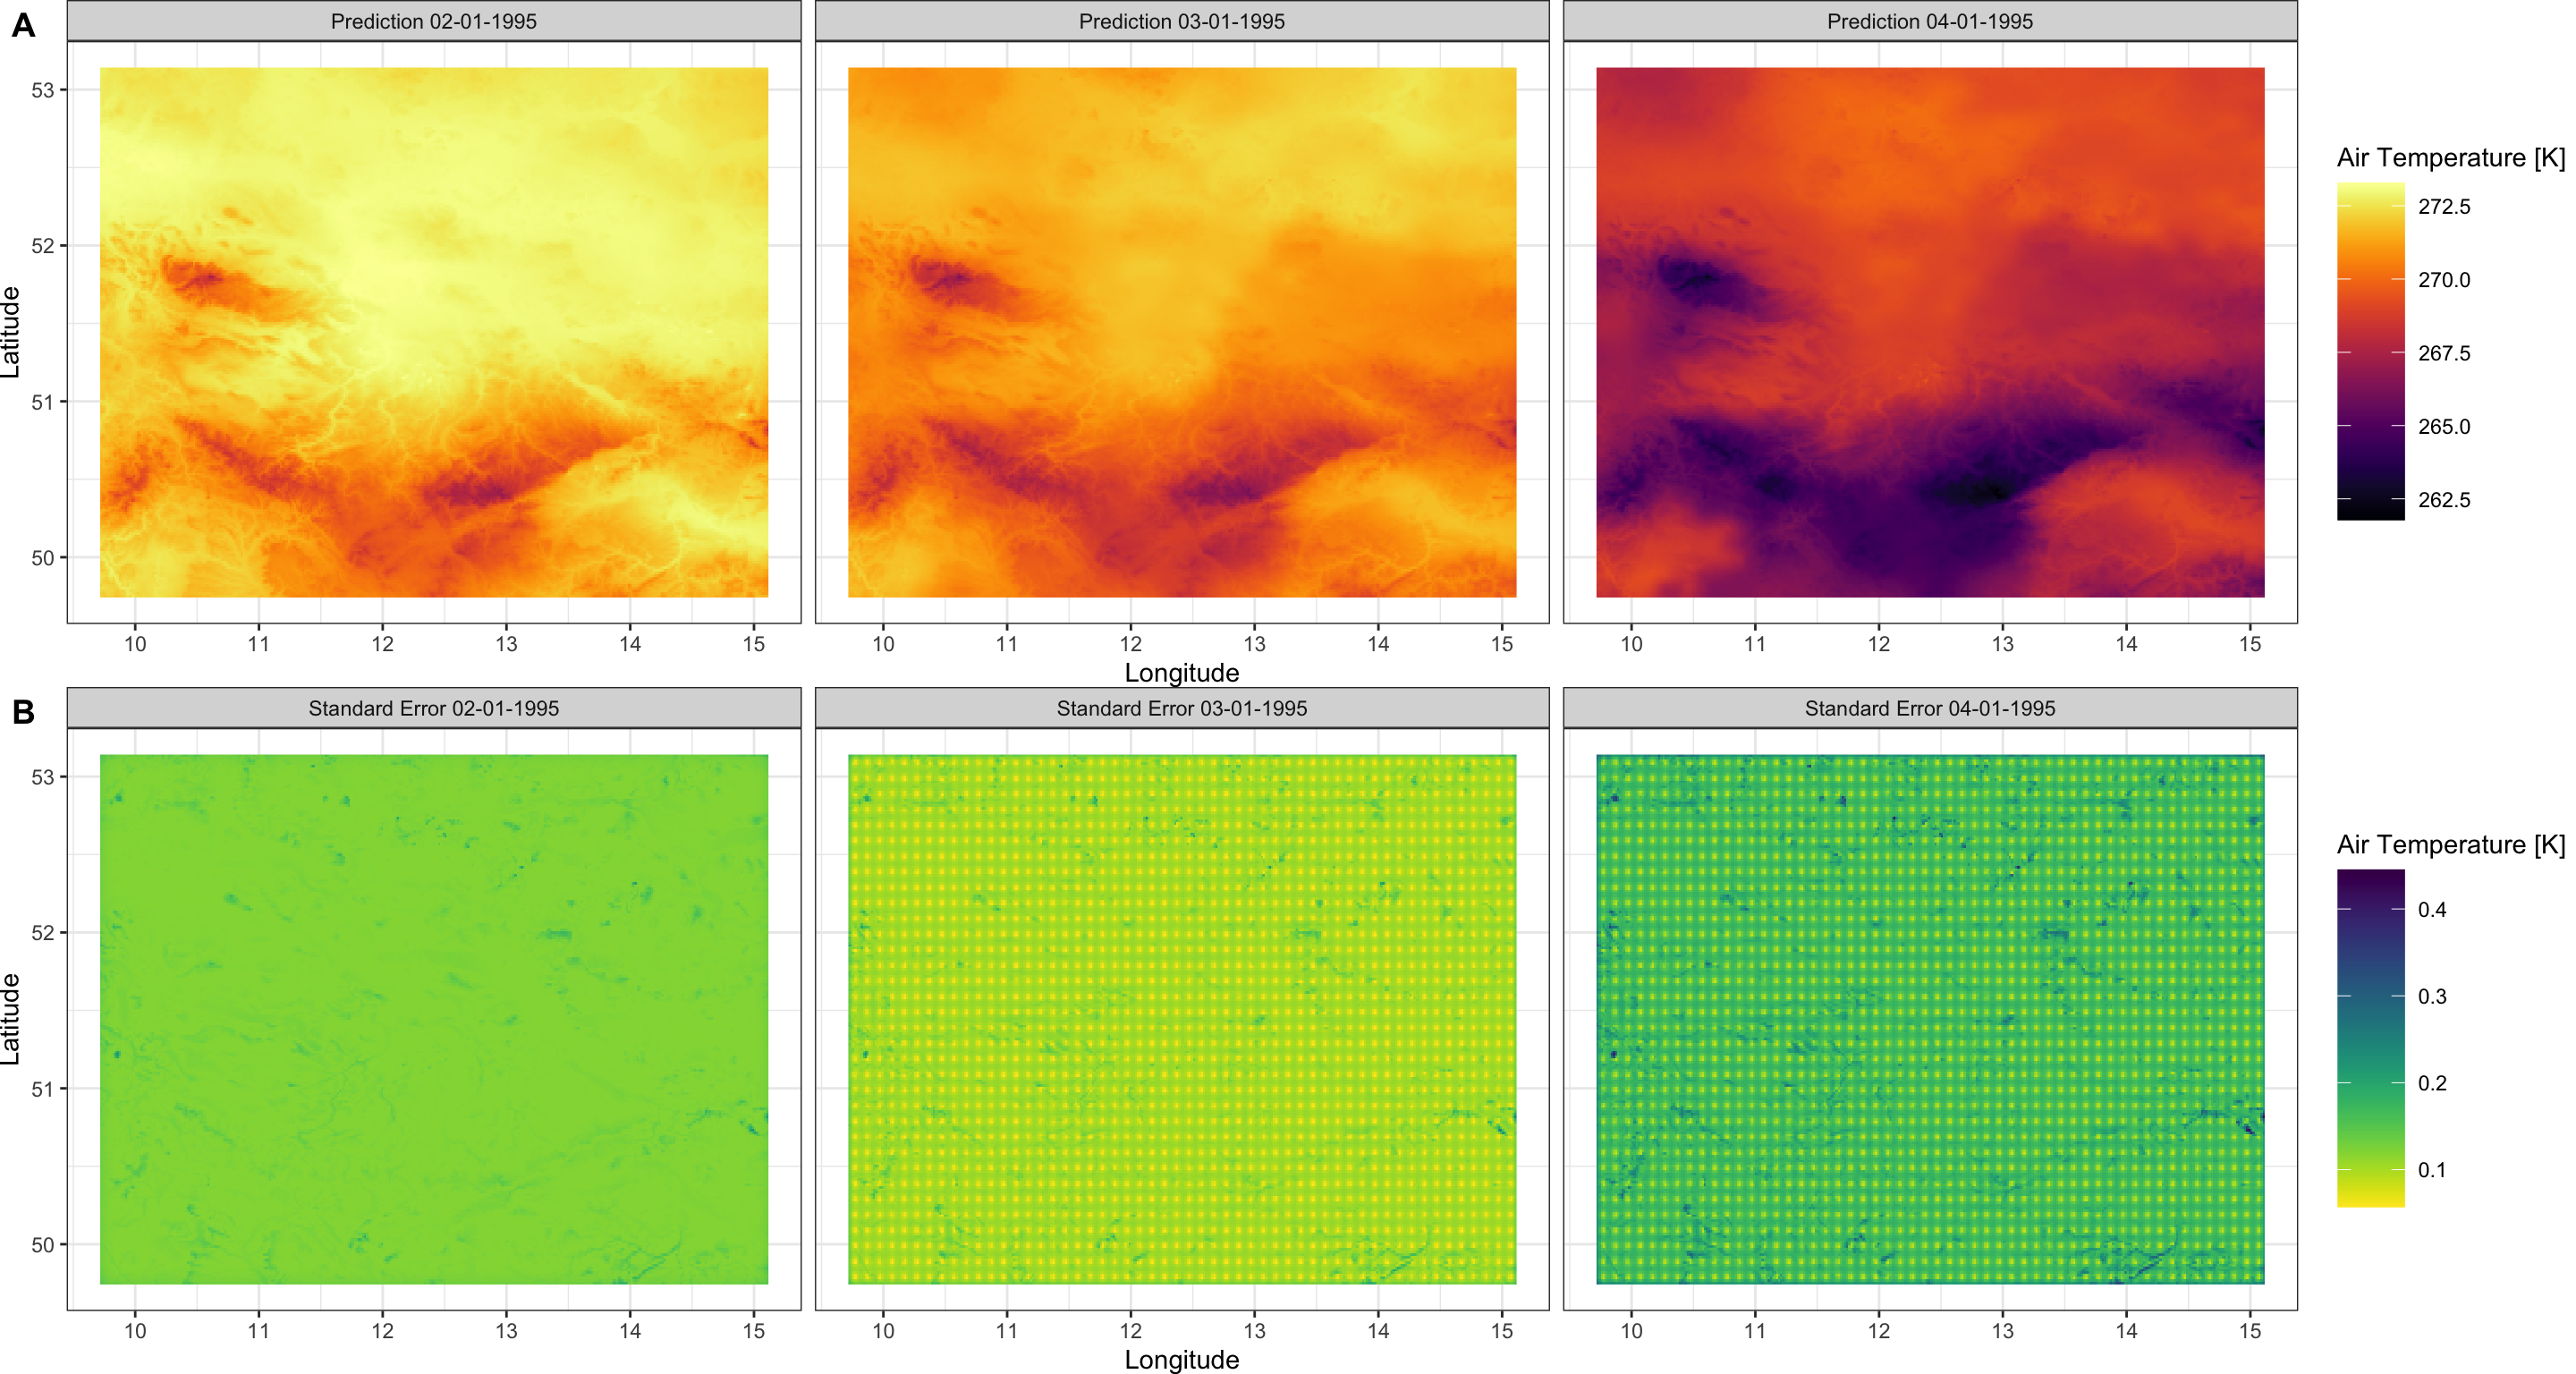 A
Prediction 02-01-1995
Prediction 03-01-1995
Prediction 04-01-1995
Latitude
53
52
51
50
10 11 12 13 14 15
10 11 12 13 14 15
10 11 12 13 14 15
Longitude
Air Temperature [K]
272.5
270.0
267.5
265.0
262.5
B
Standard Error 02-01-1995
Standard Error 03-01-1995
Standard Error 04-01-1995
Latitude
53
52
51
50
10 11 12 13 14 15
10 11 12 13 14 15
10 11 12 13 14 15
Longitude
Air Temperature [K]
0.4
0.3
0.2
0.1